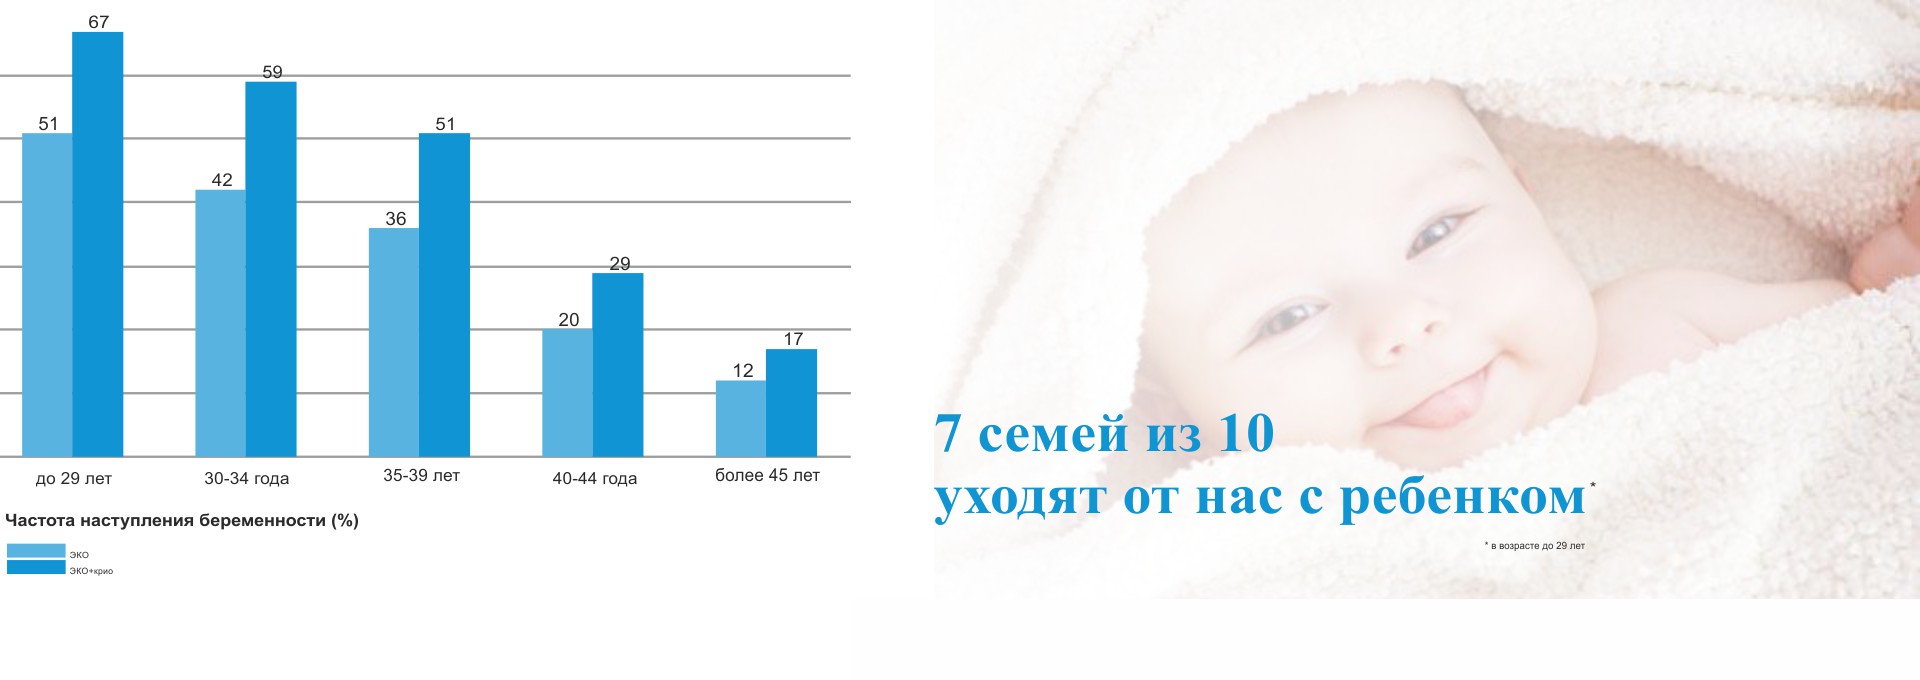 67
59
51
51
42
36
29
20
17
12
до 29 лет
30-34 года
35-39 лет
40-44 года
более 45 лет
Частота наступления беременности (%)
ЭКО
ЭКО+крио
7 семей из 10
уходят от нас с ребенком*
* в возрасте до 29 лет